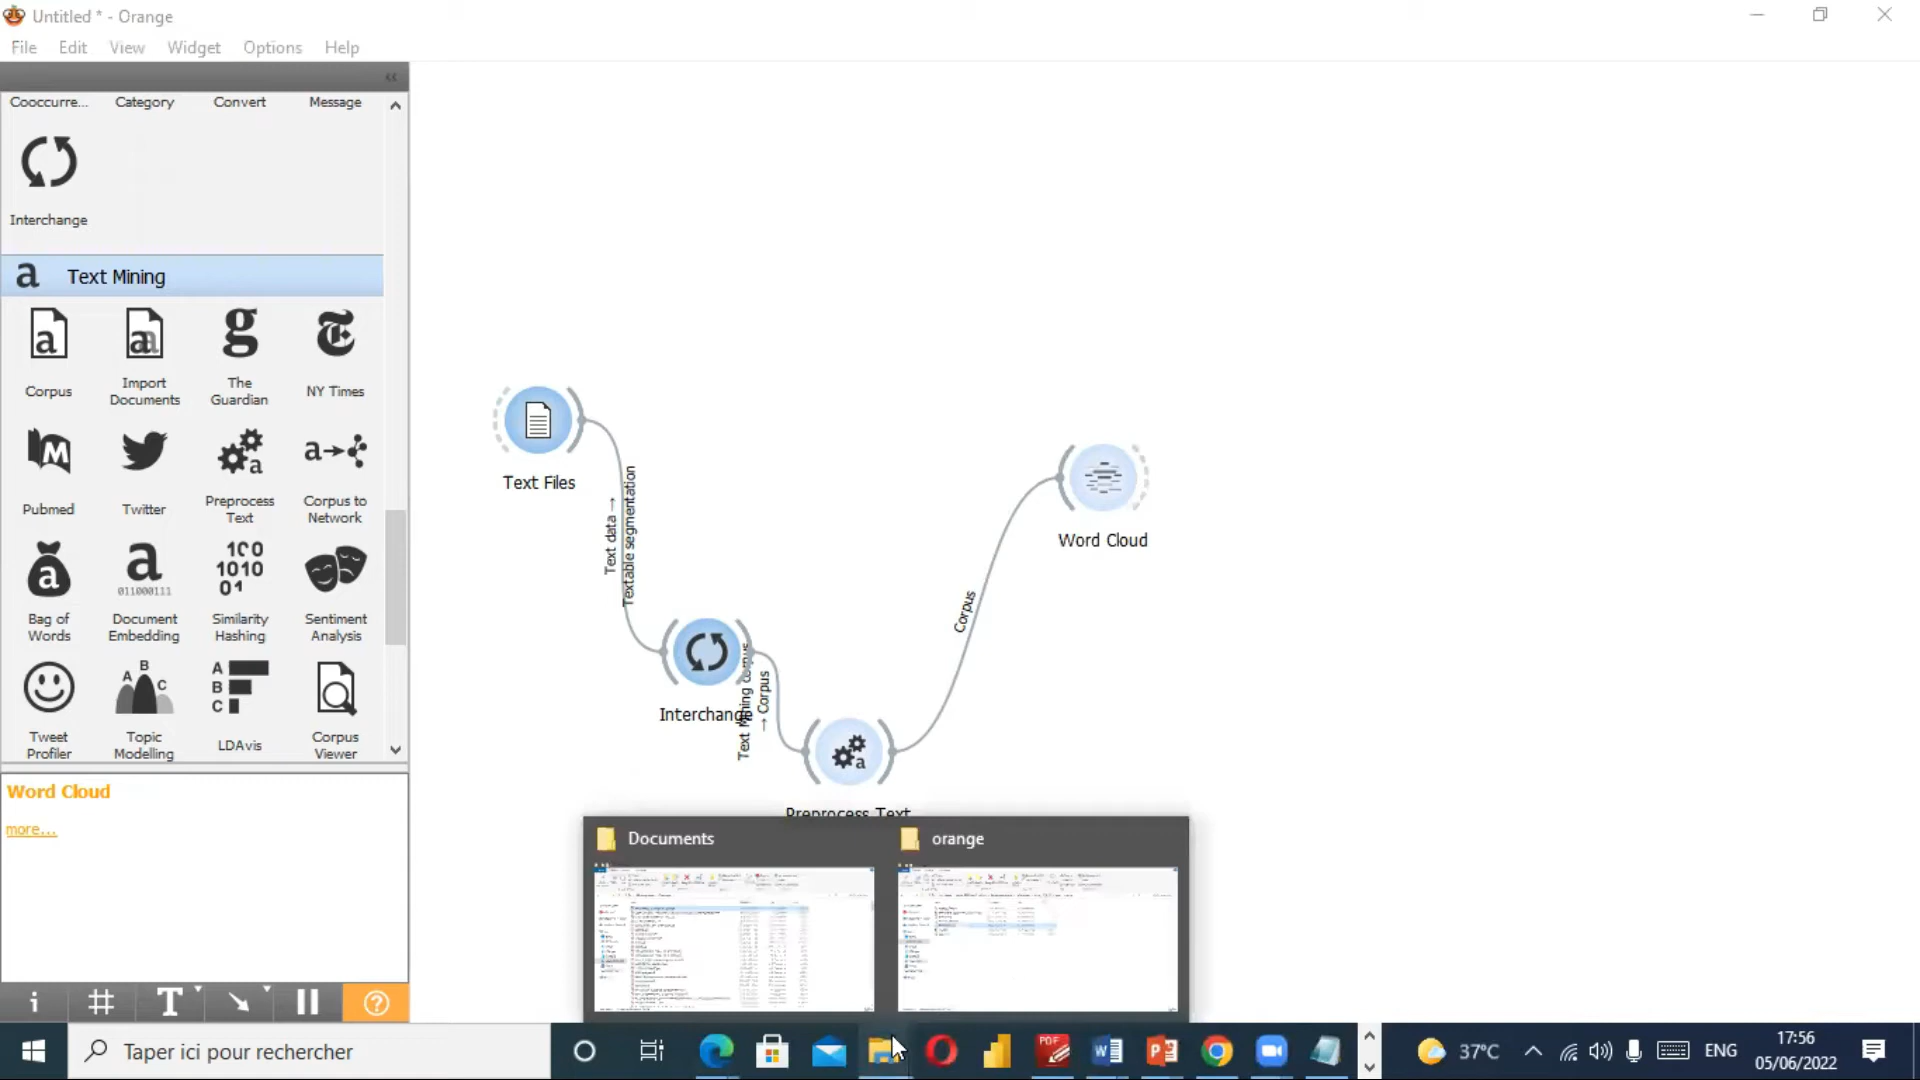 Untitled * - Orange
File Edit View Widget Options Help
Cooccurre... Category Convert Message
Interchange
Text Mining
Corpus
Import Documents
The Guardian
NY Times
Pubmed
Twitter
Preprocess Text
Corpus to Network
Bag of Words
Document Embedding
Similarity Hashing
Sentiment Analysis
Tweet Profiler
Topic Modelling
LDAvis
Corpus Viewer
Word Cloud
more...
Text Files
Text data →
Textable segmentation
Interchange
Text Mining corpus
→ Corpus
Preprocess Text
Corpus
Word Cloud
Documents
orange
Taper ici pour rechercher
37°C
ENG
17:56
05/06/2022